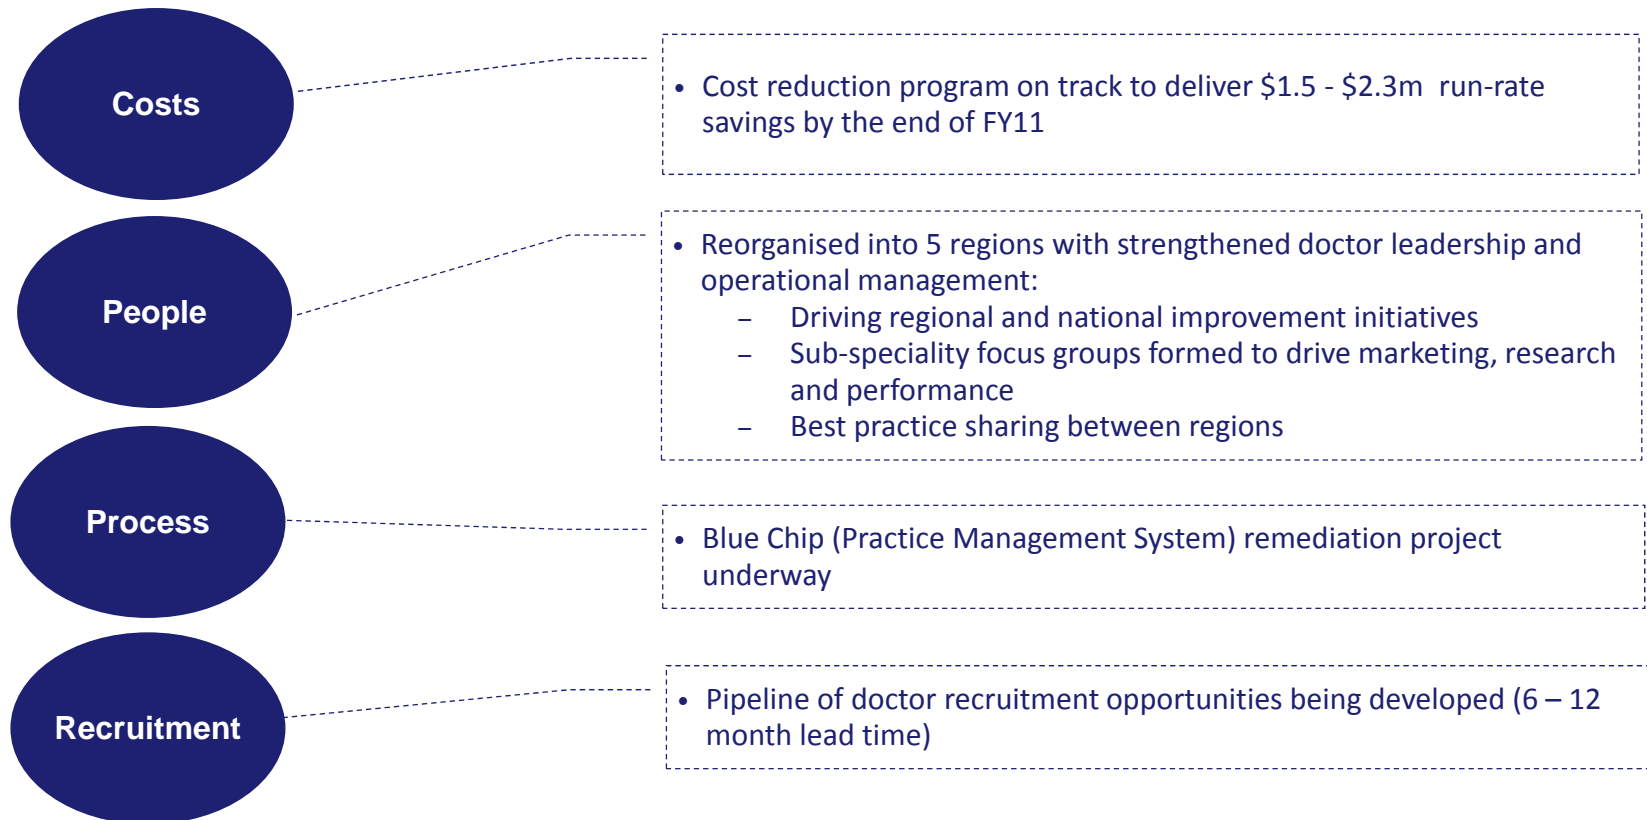 Costs
• Cost reduction program on track to deliver $1.5 - $2.3m  run-rate
savings by the end of FY11
People
• Reorganised into 5 regions with strengthened doctor leadership and
operational management:
– Driving regional and national improvement initiatives
– Sub-speciality focus groups formed to drive marketing, research
and performance
– Best practice sharing between regions
Process
• Blue Chip (Practice Management System) remediation project
underway
Recruitment
• Pipeline of doctor recruitment opportunities being developed (6 – 12
month lead time)